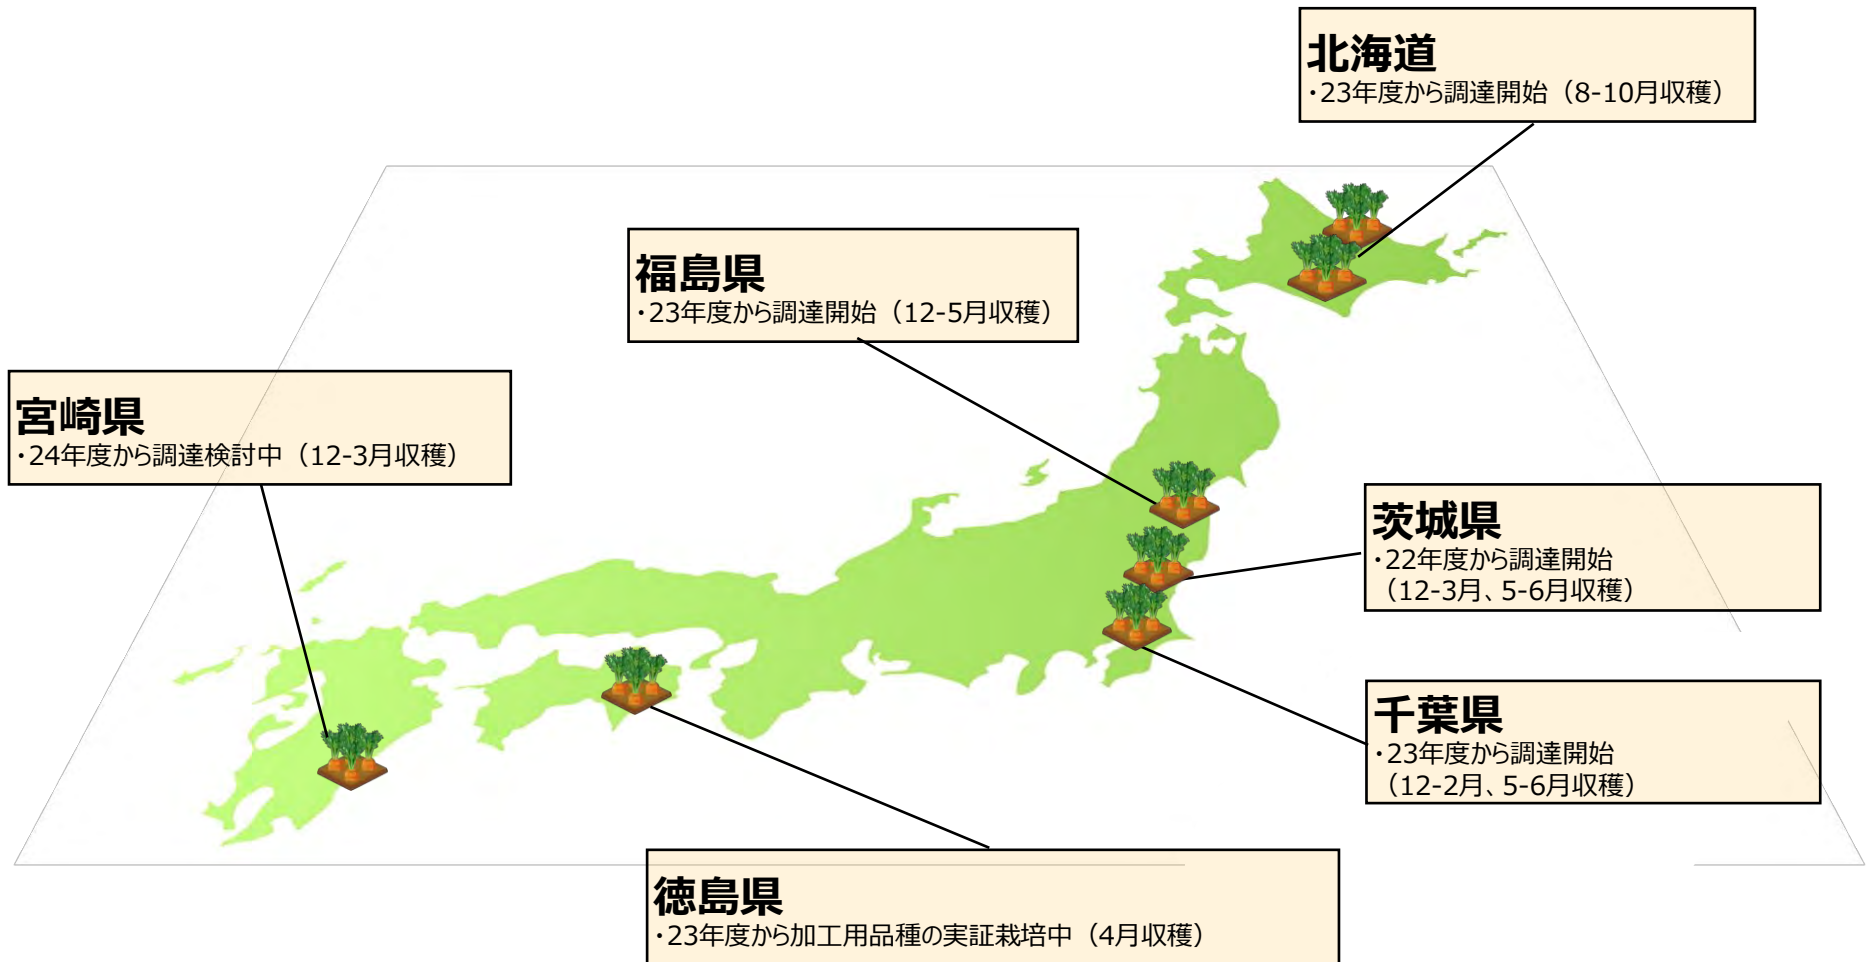 北海道
・23年度から調達開始（8-10月収穫）
福島県
・23年度から調達開始（12-5月収穫）
宮崎県
・24年度から調達検討中（12-3月収穫）
茨城県
・22年度から調達開始
（12-3月、5-6月収穫）
千葉県
・23年度から調達開始
（12-2月、5-6月収穫）
徳島県
・23年度から加工用品種の実証栽培中（4月収穫）